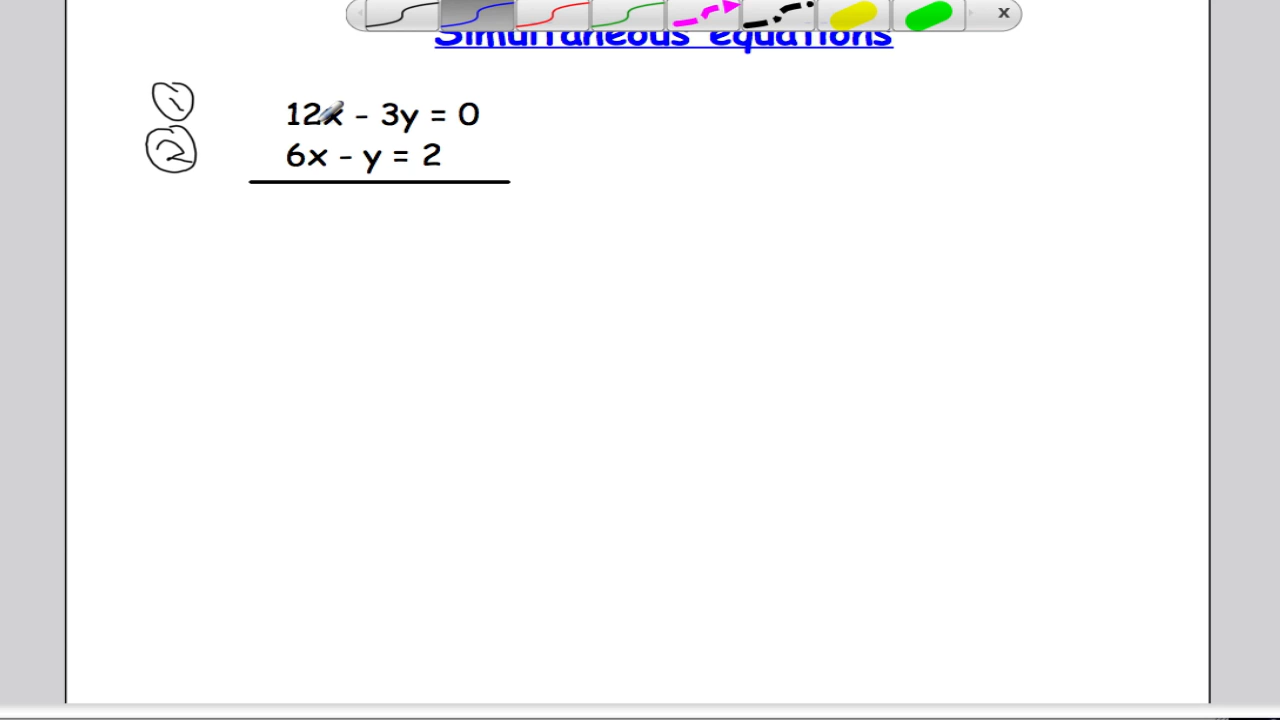 Simultaneous equations
① 12x - 3y = 0
② 6x - y = 2
x